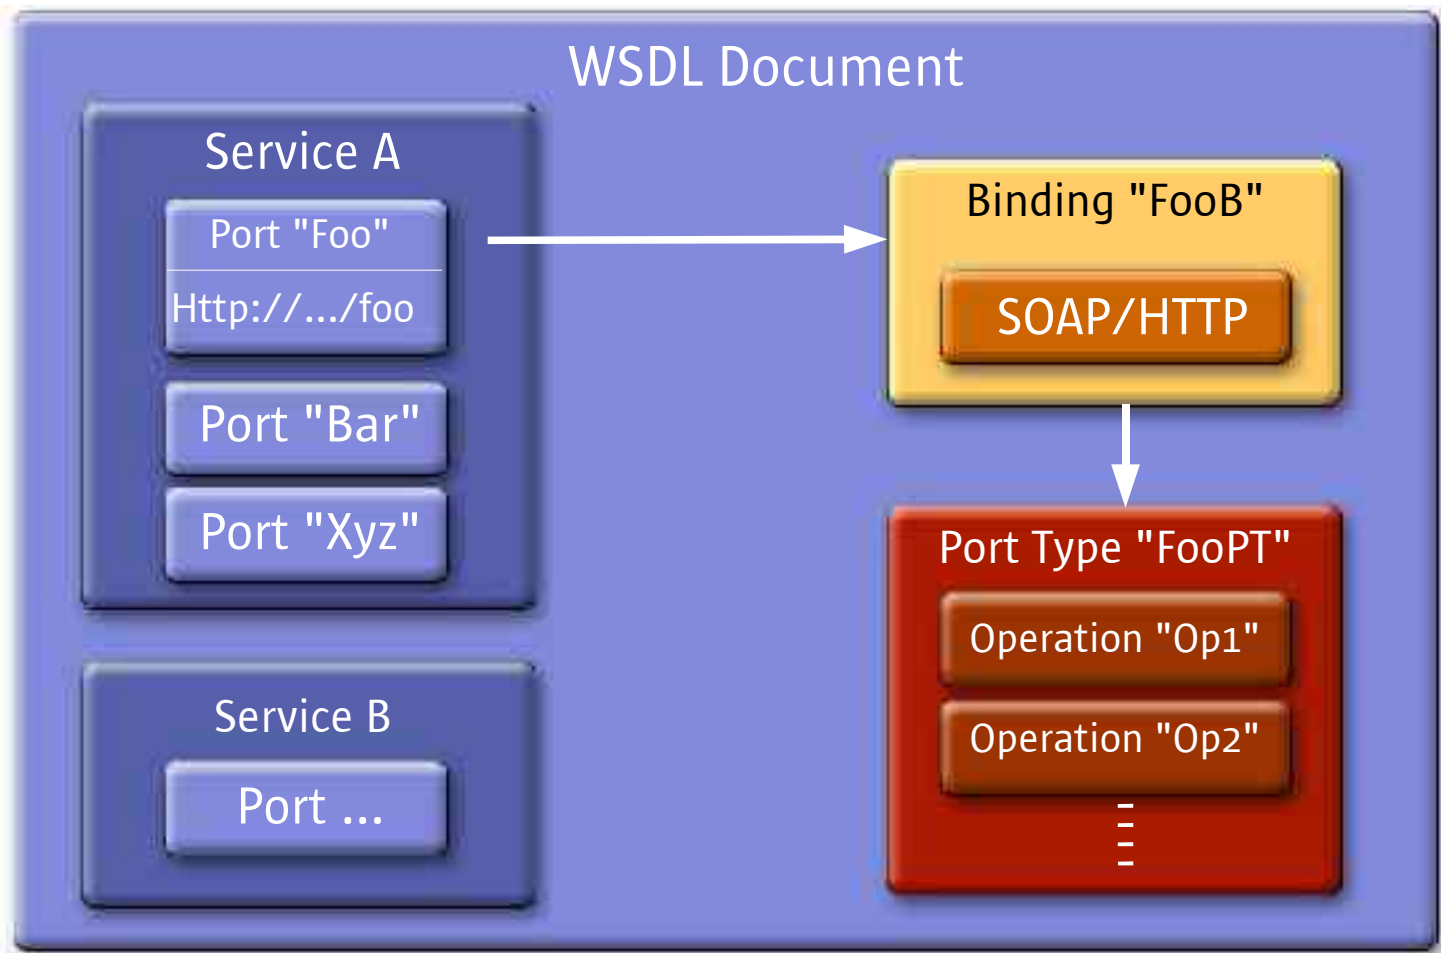 WSDL Document
Service A
Port "Foo"
Http://.../foo
Port "Bar"
Port "Xyz"
Service B
Port ...
Binding "FooB"
SOAP/HTTP
Port Type "FooPT"
Operation "Op1"
Operation "Op2"